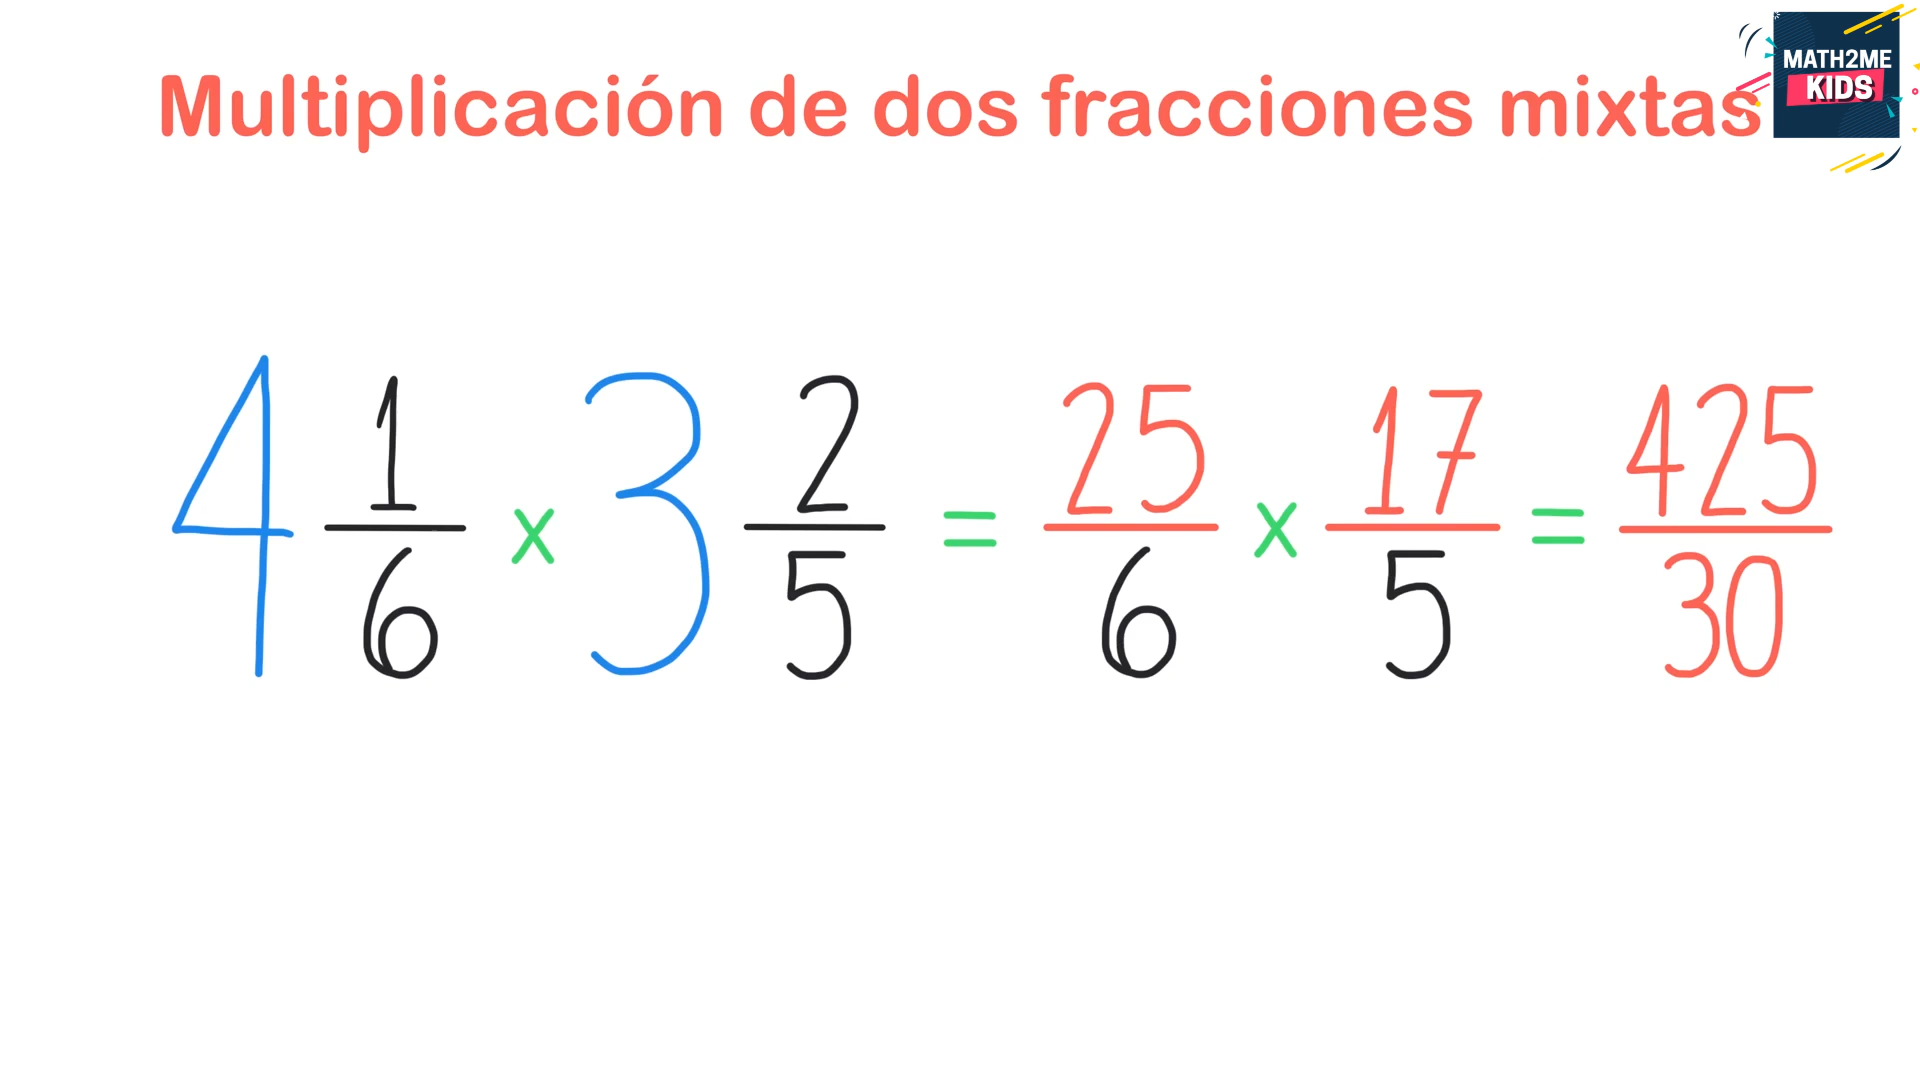 Multiplicación de dos fracciones mixtas
MATH2ME
KIDS
4 1/6 x 3 2/5 = 25/6 x 17/5 = 425/30